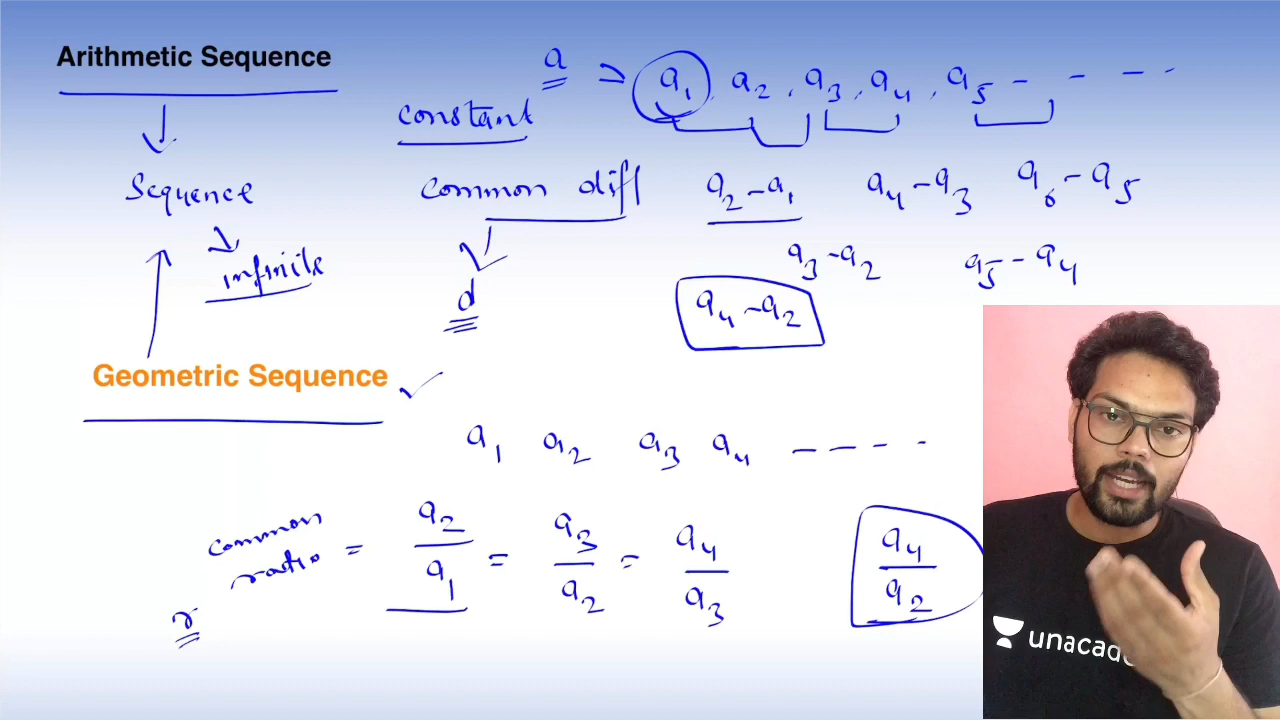 Arithmetic Sequence
a => a1, a2, a3, a4, a5 - - - -
constant
Sequence
common diff
a2-a1
a4-a3
a6-a5
infinite
a3-a2
a5-a4
d
a4-a2
Geometric Sequence ✓
a1 a2 a3 a4 - - - -
common ratio = a2/a1 = a3/a2 = a4/a3
a4/a2
r
unacade